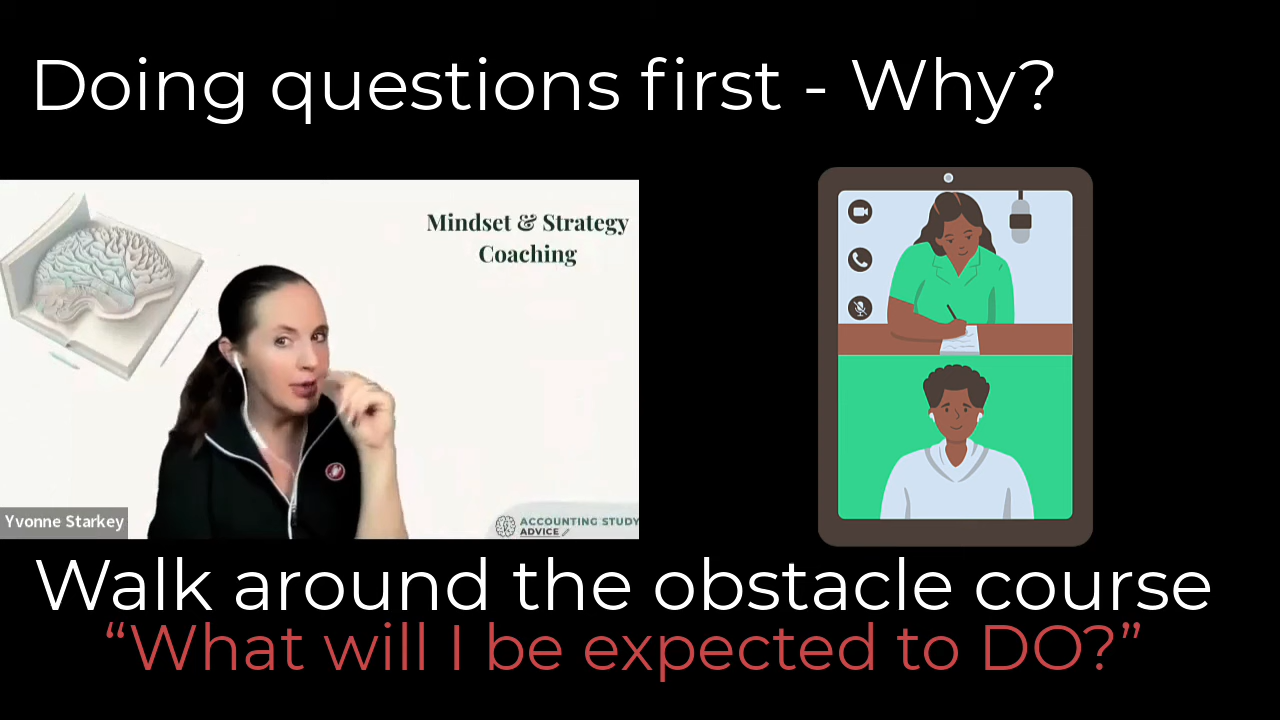 Doing questions first - Why?
Mindset & Strategy
Coaching
Yvonne Starkey
ACCOUNTING STUDY
ADVICE
Walk around the obstacle course
“What will I be expected to DO?”